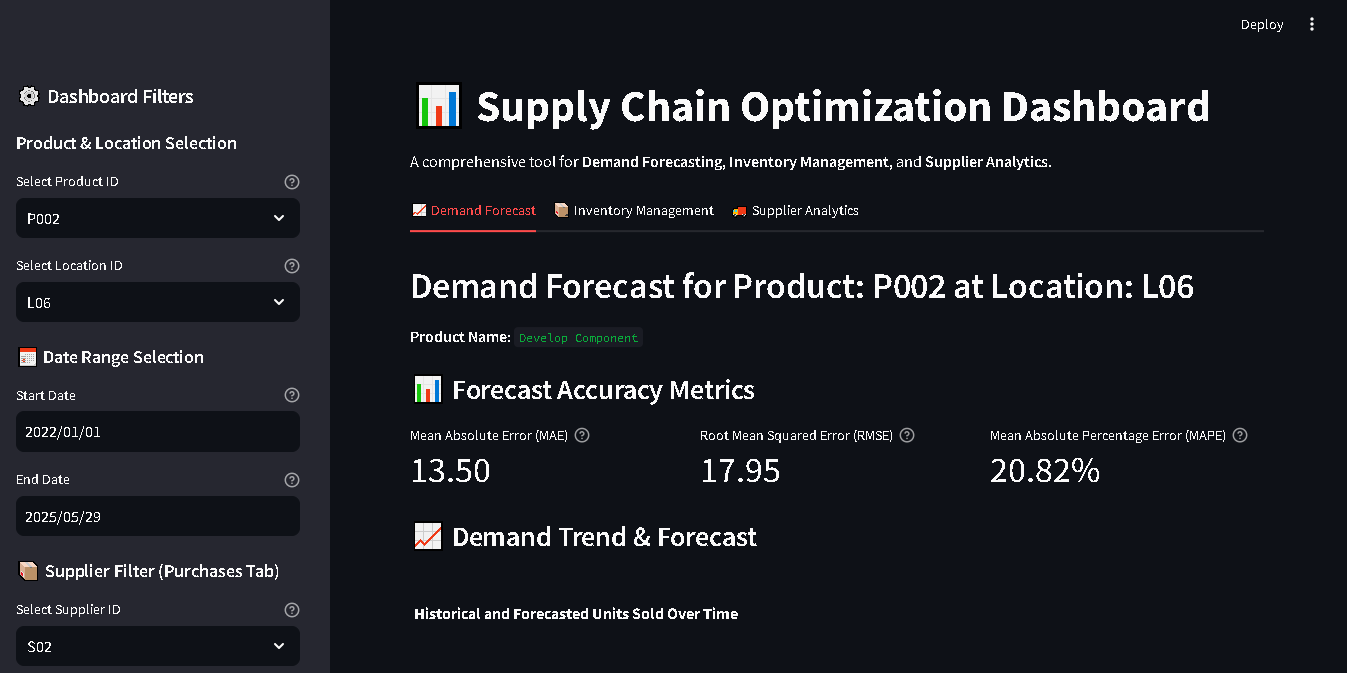 Deploy
Dashboard Filters
Product & Location Selection
Select Product ID
P002
Select Location ID
L06
Date Range Selection
Start Date
2022/01/01
End Date
2025/05/29
Supplier Filter (Purchases Tab)
Select Supplier ID
S02
Supply Chain Optimization Dashboard
A comprehensive tool for Demand Forecasting, Inventory Management, and Supplier Analytics.
Demand Forecast Inventory Management Supplier Analytics
Demand Forecast for Product: P002 at Location: L06
Product Name: Develop Component
Forecast Accuracy Metrics
Mean Absolute Error (MAE) Root Mean Squared Error (RMSE) Mean Absolute Percentage Error (MAPE)
13.50 17.95 20.82%
Demand Trend & Forecast
Historical and Forecasted Units Sold Over Time